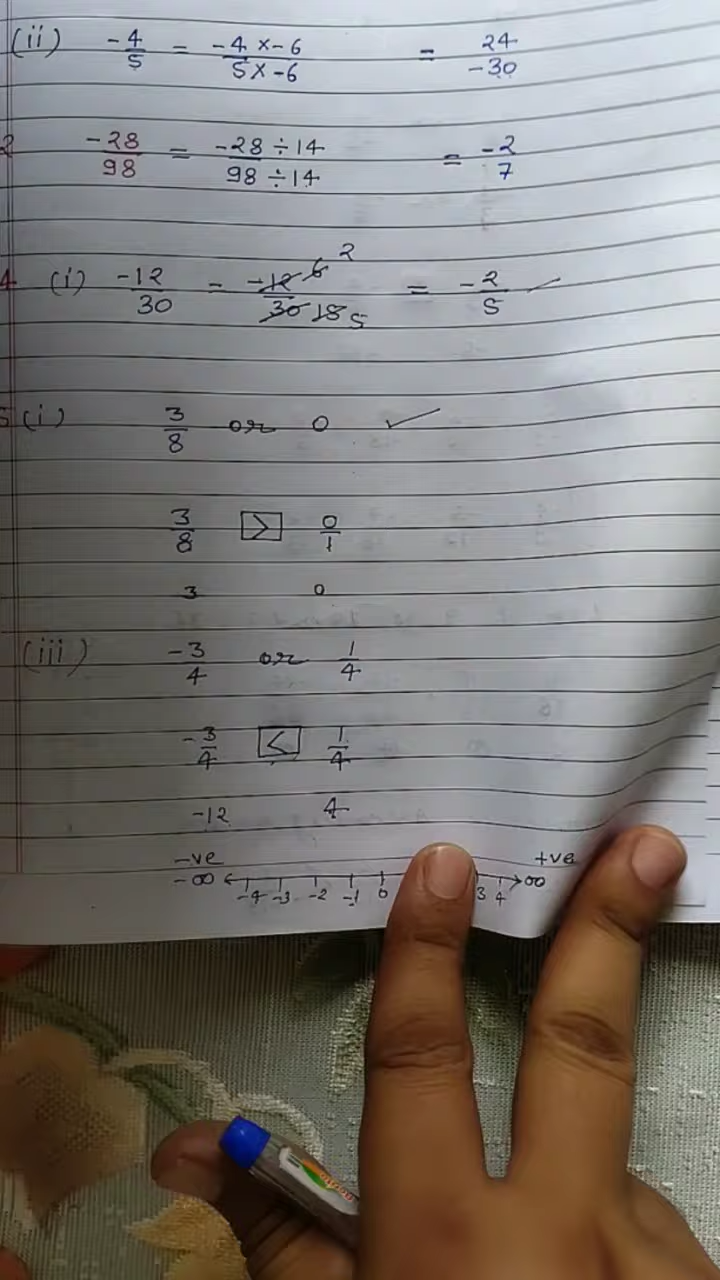 (ii) -4/5 = -4 × -6 / 5 × -6 = 24/-30
2 -28/98 = -28 ÷ 14 / 98 ÷ 14 = -2/7
4 (i) -12/30 = -12 6 2 / 30 15 5 = -2/5
5 (i) 3/8 or 0 ✓
3/8 > 0/1
3 0
(iii) -3/4 or 1/4
-3/4 < 1/4
-12 4
-ve +ve
-∞ -4 -3 -2 -1 0 3 4 ∞